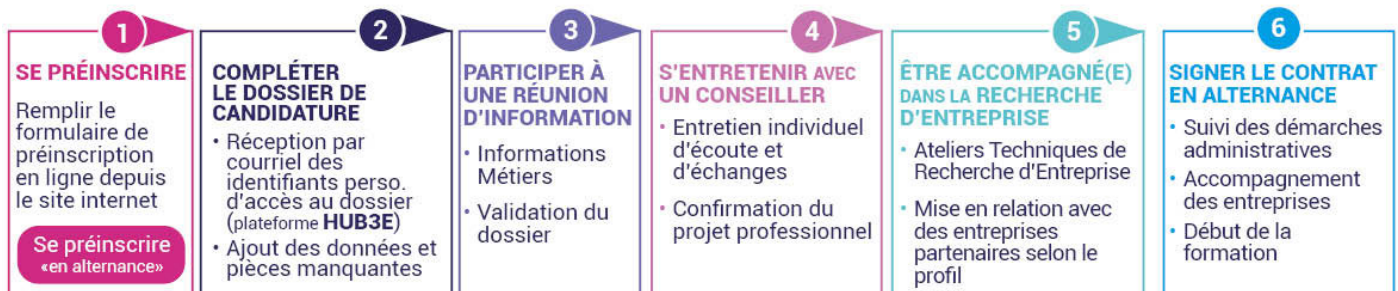 1
SE PRÉINSCRIRE
Remplir le
formulaire de
préinscription
en ligne depuis
le site internet
Se préinscrire
«en alternance»
2
COMPLÉTER
LE DOSSIER DE
CANDIDATURE
• Réception par
courriel des
identifiants perso.
d'accès au dossier
(plateforme HUB3E)
• Ajout des données et
pièces manquantes
3
PARTICIPER À
UNE RÉUNION
D'INFORMATION
• Informations
Métiers
• Validation du
dossier
4
S'ENTRETENIR AVEC
UN CONSEILLER
• Entretien individuel
d'écoute et
d'échanges
• Confirmation du
projet professionnel
5
ÊTRE ACCOMPAGNÉ(E)
DANS LA RECHERCHE
D'ENTREPRISE
• Ateliers Techniques de
Recherche d'Entreprise
• Mise en relation avec
des entreprises
partenaires selon le
profil
6
SIGNER LE CONTRAT
EN ALTERNANCE
• Suivi des démarches
administratives
• Accompagnement
des entreprises
• Début de la
formation